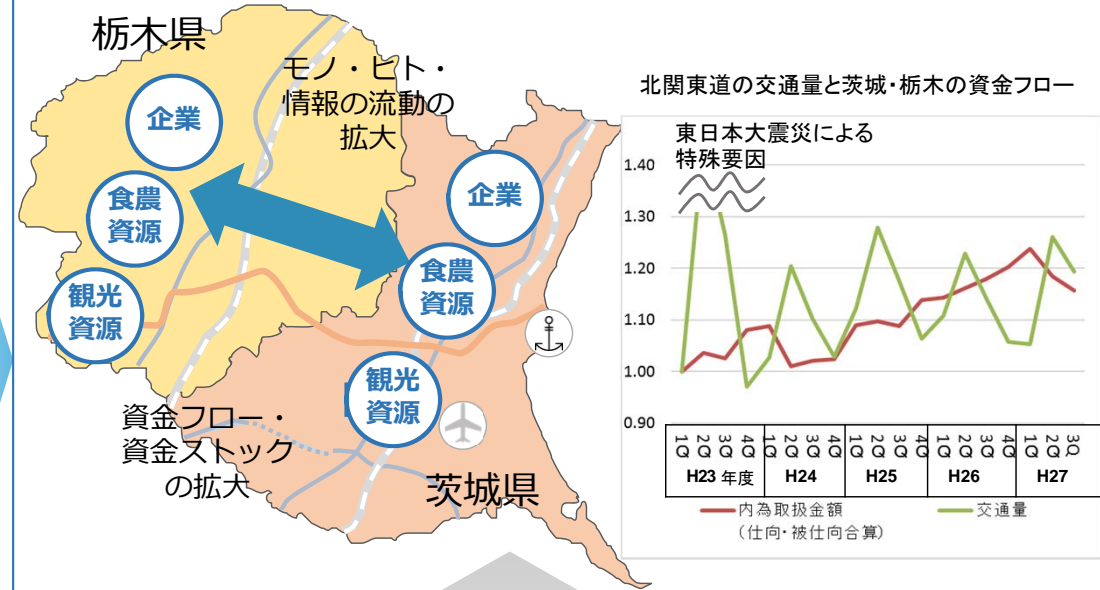 栃木県
モノ・ヒト・
情報の流動の
拡大
企業
食農
資源
観光
資源
企業
食農
資源
観光
資源
資金フロー・
資金ストック
の拡大
茨城県
北関東道の交通量と茨城・栃木の資金フロー
東日本大震災による
特殊要因
1.40
1.30
1.20
1.10
1.00
0.90
1Q 2Q 3Q 4Q 1Q 2Q 3Q 4Q 1Q 2Q 3Q 4Q 1Q 2Q 3Q 4Q 1Q 2Q 3Q
H23 年度 H24 H25 H26 H27
内為取扱金額 交通量
(仕向・被仕向合算)